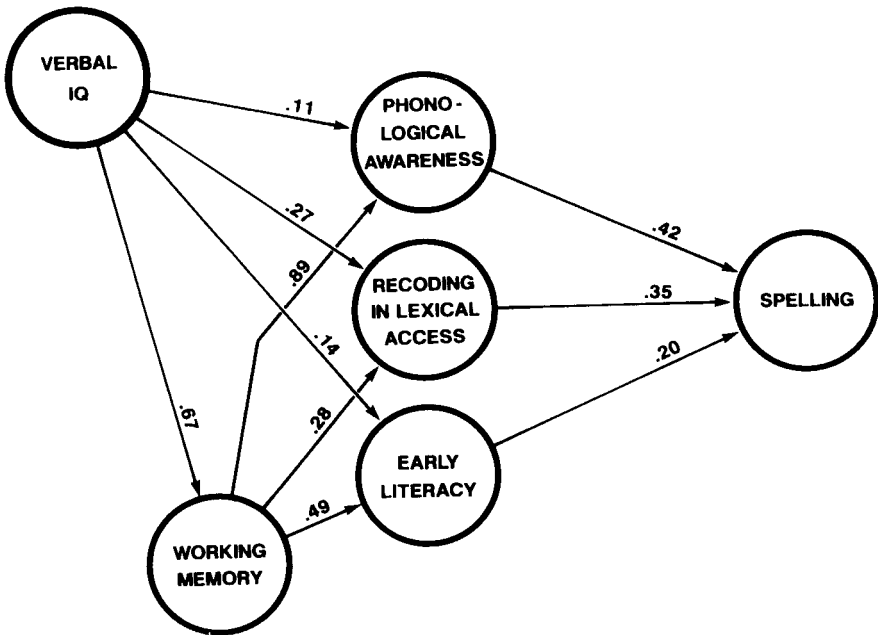 VERBAL
IQ
.11
PHONO -
LOGICAL
AWARENESS
.27
.89
.42
RECODING
IN LEXICAL
ACCESS
.35
SPELLING
.14
.20
.67
.28
EARLY
LITERACY
.49
WORKING
MEMORY